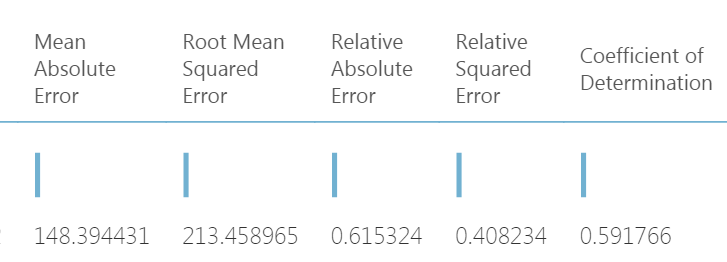 Mean Absolute Error
Root Mean Squared Error
Relative Absolute Error
Relative Squared Error
Coefficient of Determination
148.394431 213.458965 0.615324 0.408234 0.591766